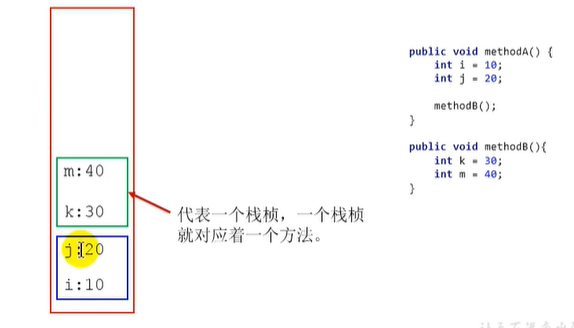 m:40
k:30
j:20
i:10
代表一个栈桢，一个栈桢
就对应着一个方法。
public void methodA() {
int i = 10;
int j = 20;
methodB();
}
public void methodB(){
int k = 30;
int m = 40;
}